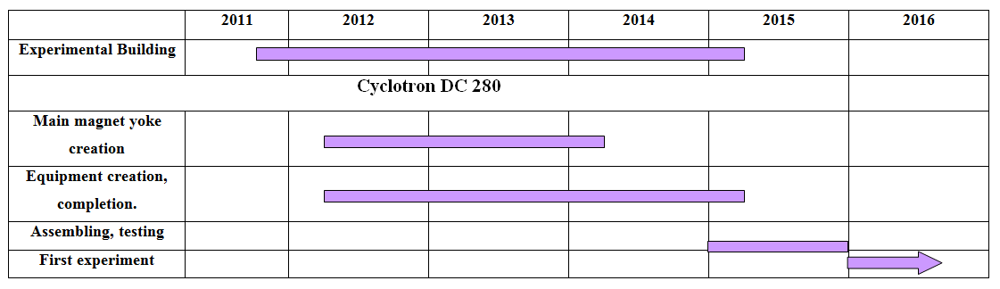 2011 2012 2013 2014 2015 2016
Experimental Building
Cyclotron DC 280
Main magnet yoke
creation
Equipment creation,
completion.
Assembling, testing
First experiment